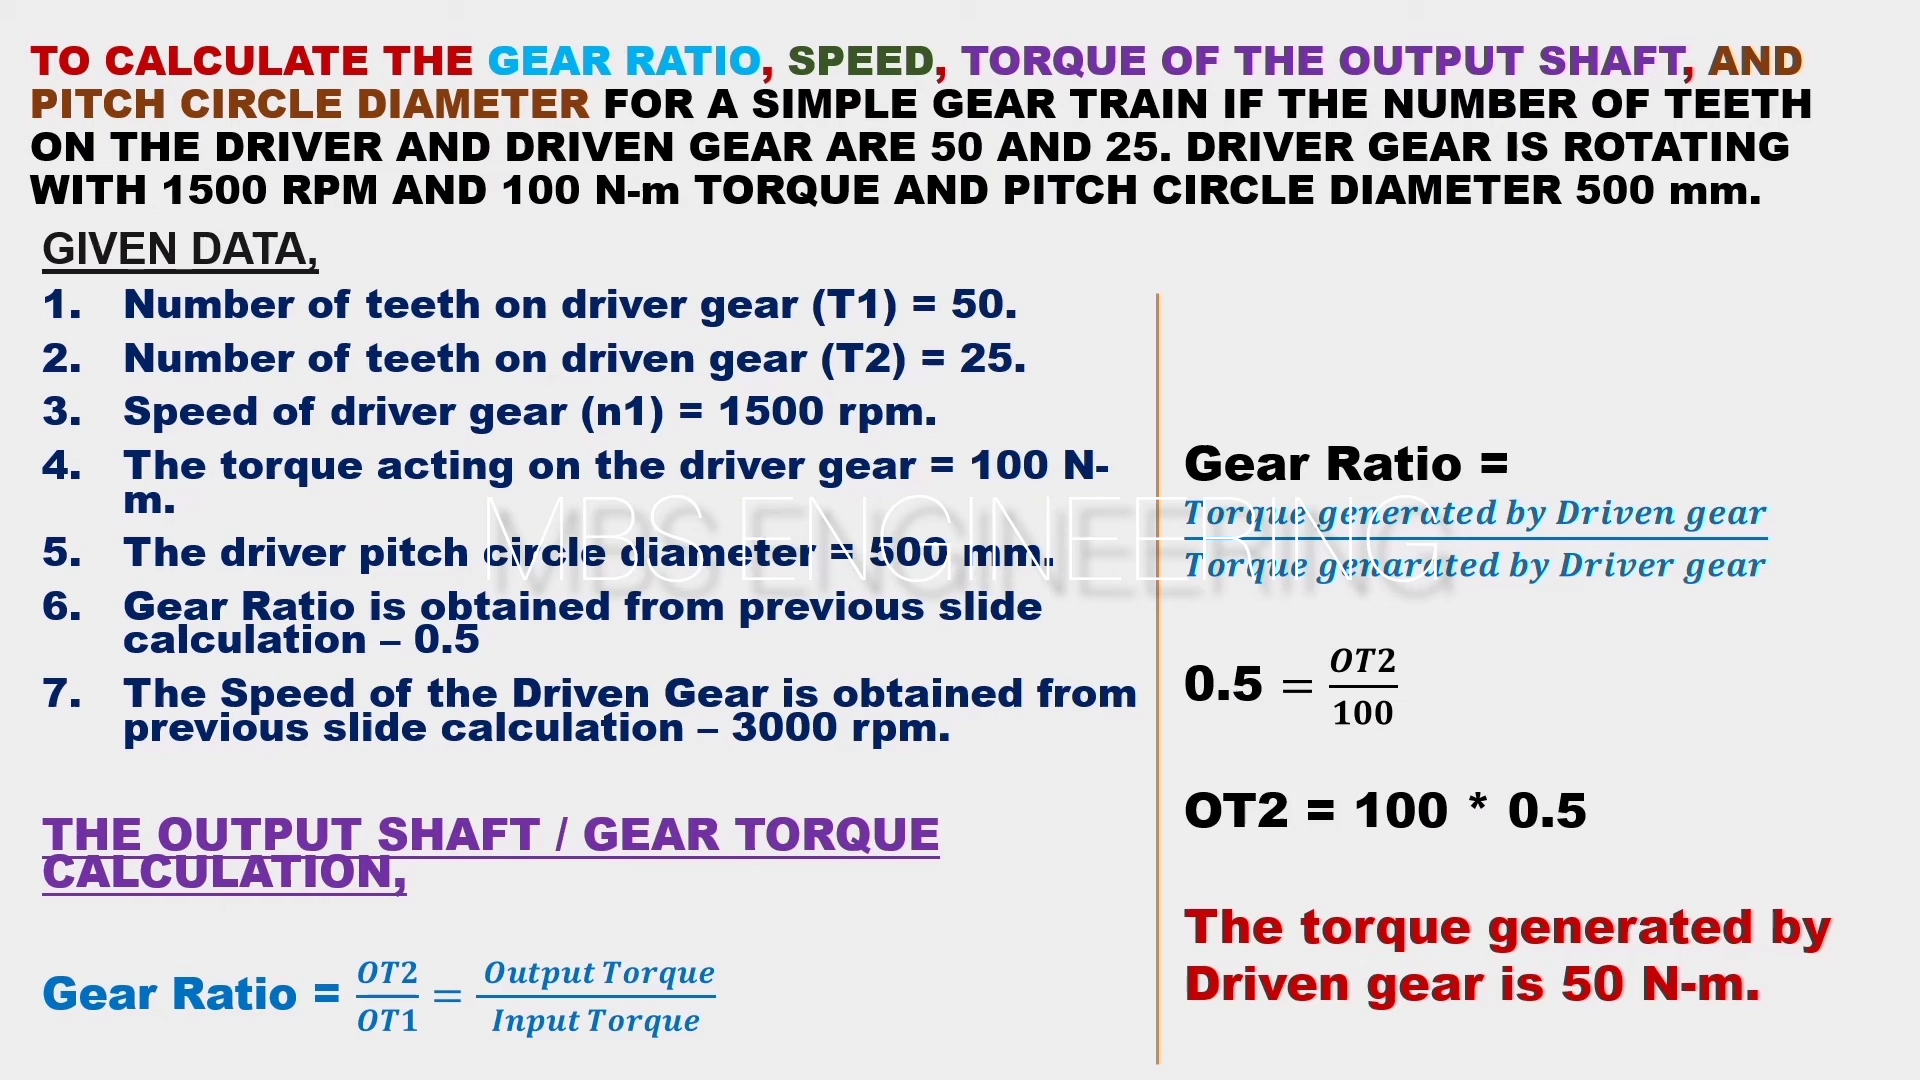 TO CALCULATE THE GEAR RATIO, SPEED, TORQUE OF THE OUTPUT SHAFT, AND
PITCH CIRCLE DIAMETER FOR A SIMPLE GEAR TRAIN IF THE NUMBER OF TEETH
ON THE DRIVER AND DRIVEN GEAR ARE 50 AND 25. DRIVER GEAR IS ROTATING
WITH 1500 RPM AND 100 N-m TORQUE AND PITCH CIRCLE DIAMETER 500 mm.
GIVEN DATA,
1. Number of teeth on driver gear (T1) = 50.
2. Number of teeth on driven gear (T2) = 25.
3. Speed of driver gear (n1) = 1500 rpm.
4. The torque acting on the driver gear = 100 N-
m.
5. The driver pitch circle diameter = 500 mm.
6. Gear Ratio is obtained from previous slide
calculation – 0.5
7. The Speed of the Driven Gear is obtained from
previous slide calculation – 3000 rpm.
THE OUTPUT SHAFT / GEAR TORQUE
CALCULATION,
Gear Ratio = OT2/OT1 = Output Torque/Input Torque
Gear Ratio =
Torque generated by Driven gear
Torque genarated by Driver gear
0.5 = OT2/100
OT2 = 100 * 0.5
The torque generated by
Driven gear is 50 N-m.
MBS ENGINEERING